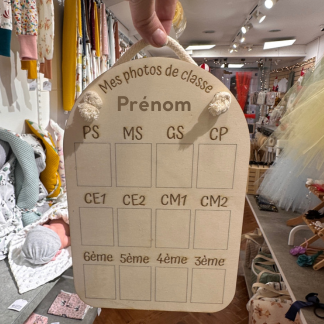 Mes photos de classe
Prénom
PS MS GS CP
CE1 CE2 CM1 CM2
6ème 5ème 4ème 3ème